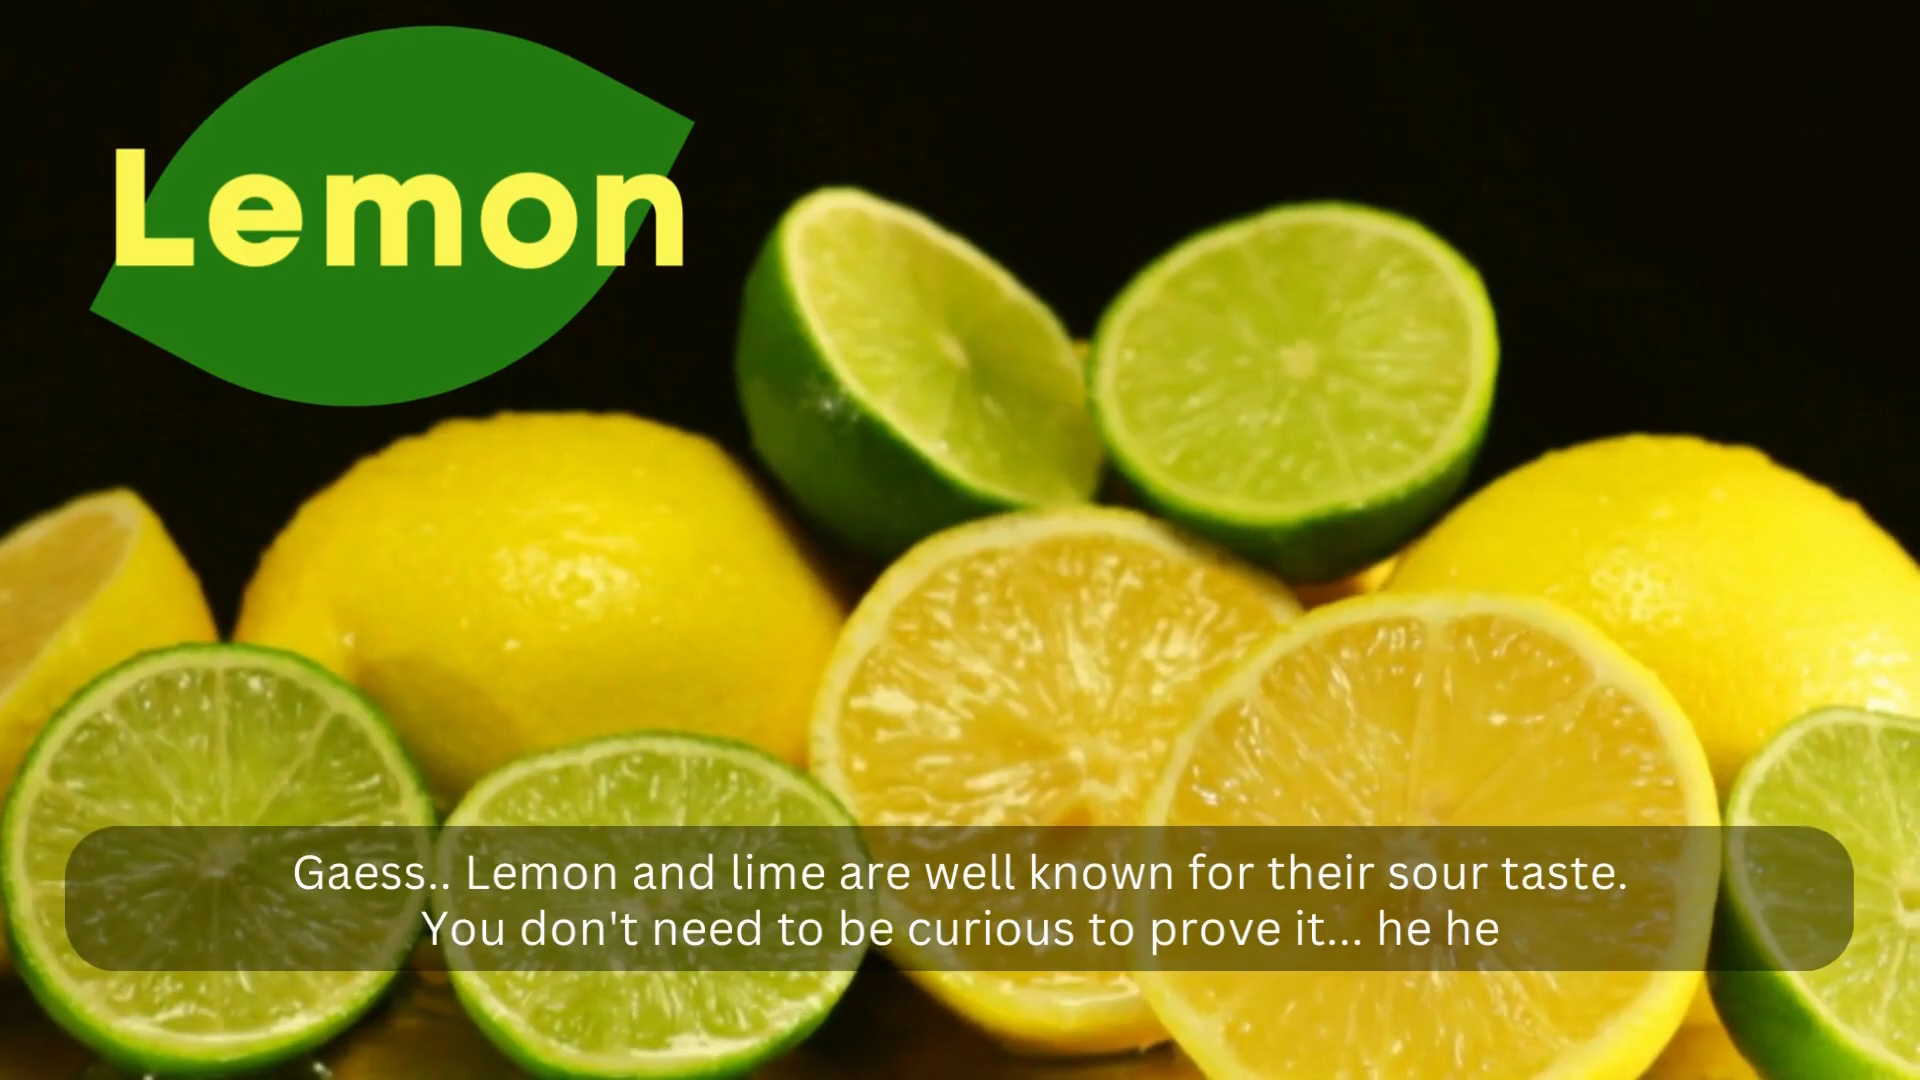 Lemon
Gaess.. Lemon and lime are well known for their sour taste.
You don't need to be curious to prove it... he he